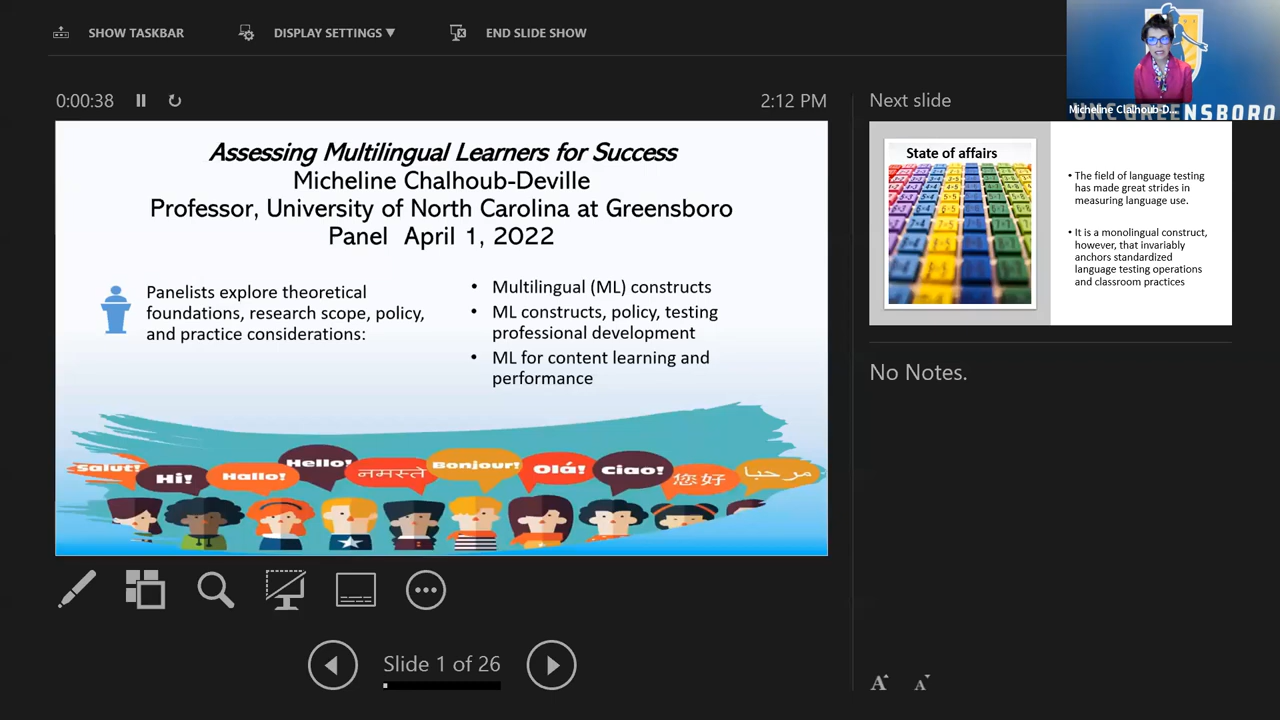 SHOW TASKBAR
DISPLAY SETTINGS ▼
END SLIDE SHOW
Micheline Clalhoub-D...
UNC GREENSBORO
0:00:38
2:12 PM
Assessing Multilingual Learners for Success
Micheline Chalhoub-Deville
Professor, University of North Carolina at Greensboro
Panel April 1, 2022
Panelists explore theoretical
foundations, research scope, policy,
and practice considerations:
• Multilingual (ML) constructs
• ML constructs, policy, testing
professional development
• ML for content learning and
performance
Salut!
Hi!
Hallo!
Hello!
नमस्ते
Bonjour!
Olá!
Ciao!
您好
مرحبا
Slide 1 of 26
Next slide
State of affairs
• The field of language testing
has made great strides in
measuring language use.
• It is a monolingual construct,
however, that invariably
anchors standardized
language testing operations
and classroom practices
No Notes.
A
A